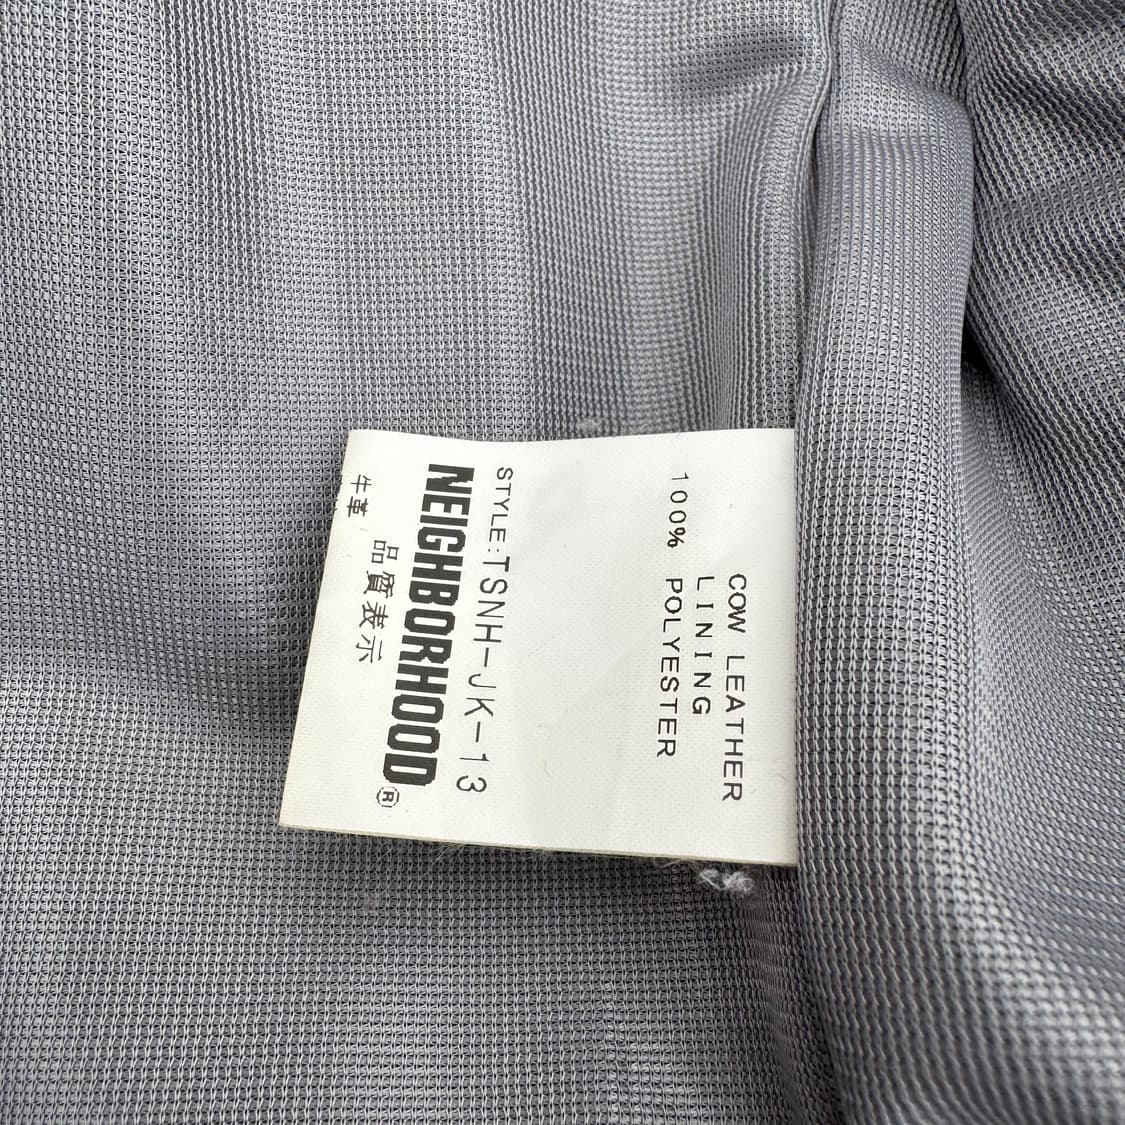 COW LEATHER
LINING
100% POLYESTER
STYLE:TSNH-JK-13
NEIGHBORHOOD®
品質表示
牛革